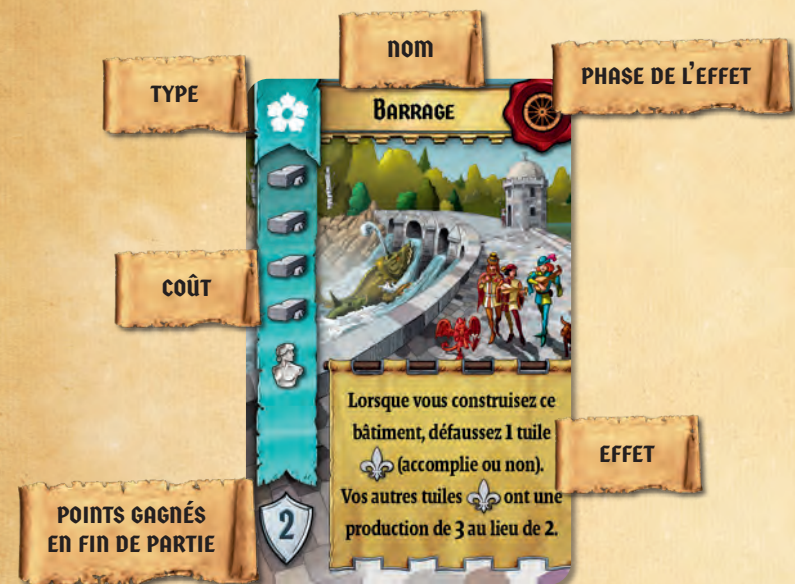 NOM
TYPE
PHASE DE L'EFFET
BARRAGE
COÛT
Lorsque vous construisez ce
bâtiment, défaussez 1 tuile
(accomplie ou non).
Vos autres tuiles ont une
production de 3 au lieu de 2.
EFFET
POINTS GAGNÉS
EN FIN DE PARTIE
2